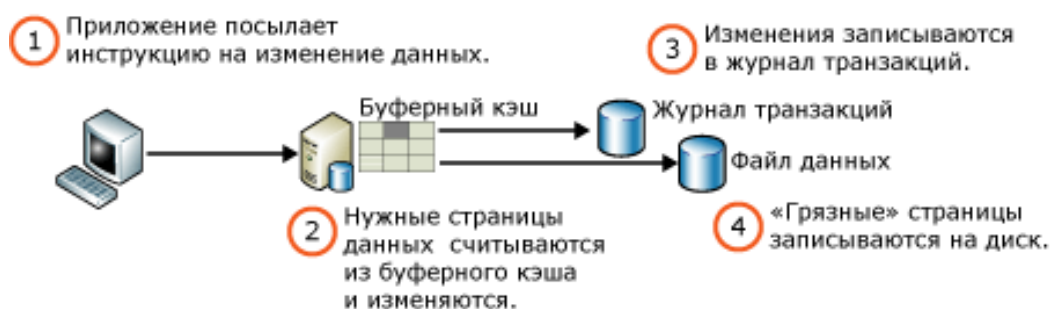 1
Приложение посылает
инструкцию на изменение данных.
3
Изменения записываются
в журнал транзакций.
Буферный кэш
Журнал транзакций
Файл данных
2
Нужные страницы
данных считываются
из буферного кэша
и изменяются.
4
«Грязные» страницы
записываются на диск.